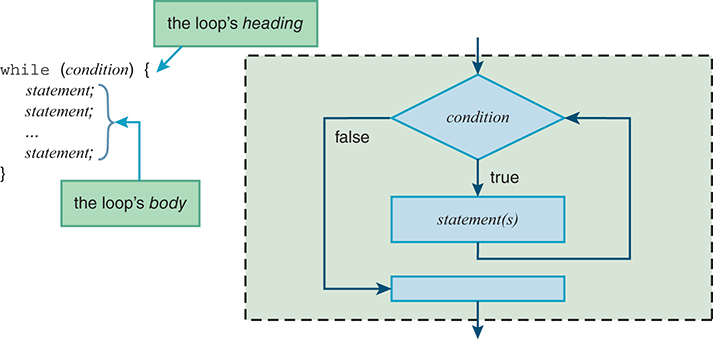 the loop's heading
while (condition) {
statement;
statement;
...
statement;
}
the loop's body
condition
false
true
statement(s)